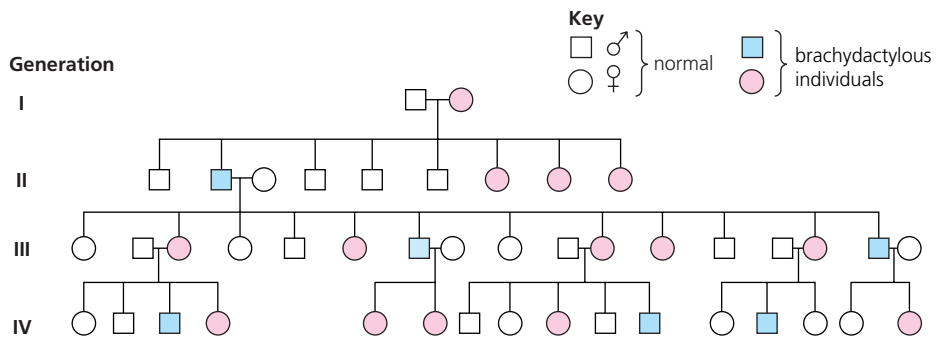 Key
normal
brachydactylous
individuals
Generation
I
II
III
IV